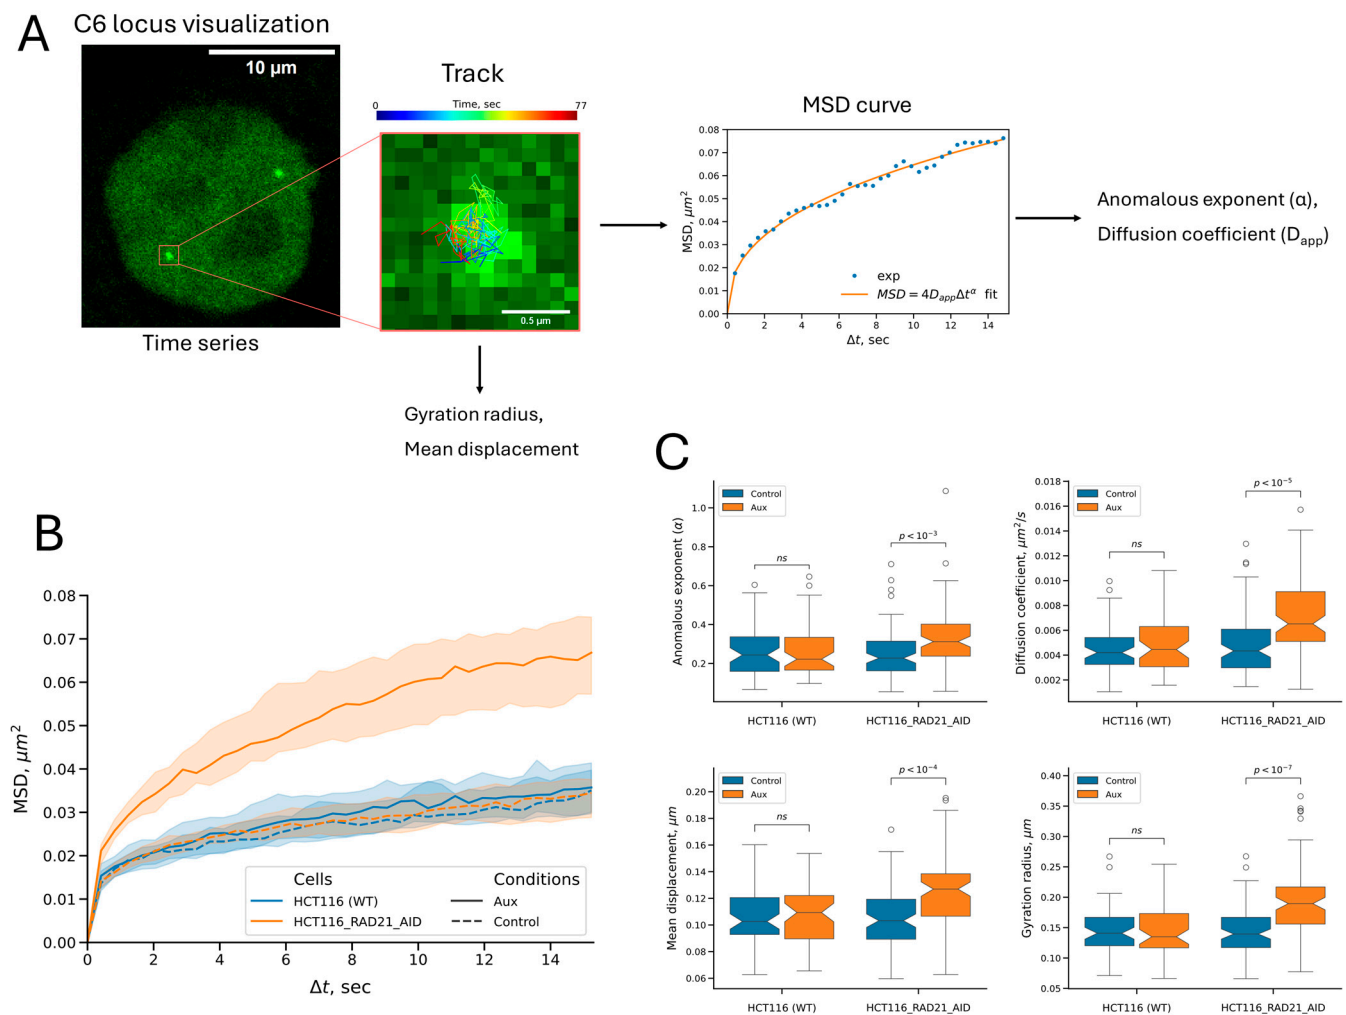 A
C6 locus visualization
10 µm
Time series
Track
Time, sec
0
77
0.5 µm
Gyration radius,
Mean displacement
MSD curve
MSD, µm²
0.08
0.07
0.06
0.05
0.04
0.03
0.02
0.01
0.00
exp
MSD = 4D_appΔt^α fit
0 2 4 6 8 10 12 14
Δt, sec
Anomalous exponent (α),
Diffusion coefficient (D_app)
B
MSD, µm²
0.08
0.07
0.06
0.05
0.04
0.03
0.02
0.01
0.00
Cells
HCT116 (WT)
HCT116_RAD21_AID
Conditions
Aux
Control
0 2 4 6 8 10 12 14
Δt, sec
C
Anomalous exponent (α)
1.0
0.8
0.6
0.4
0.2
Control
Aux
ns
p < 10⁻³
HCT116 (WT) HCT116_RAD21_AID
Diffusion coefficient, µm²/s
0.018
0.016
0.014
0.012
0.010
0.008
0.006
0.004
0.002
Control
Aux
ns
p < 10⁻⁵
HCT116 (WT) HCT116_RAD21_AID
Mean displacement, µm
0.20
0.18
0.16
0.14
0.12
0.10
0.08
0.06
Control
Aux
ns
p < 10⁻⁴
HCT116 (WT) HCT116_RAD21_AID
Gyration radius, µm
0.40
0.35
0.30
0.25
0.20
0.15
0.10
0.05
Control
Aux
ns
p < 10⁻⁷
HCT116 (WT) HCT116_RAD21_AID